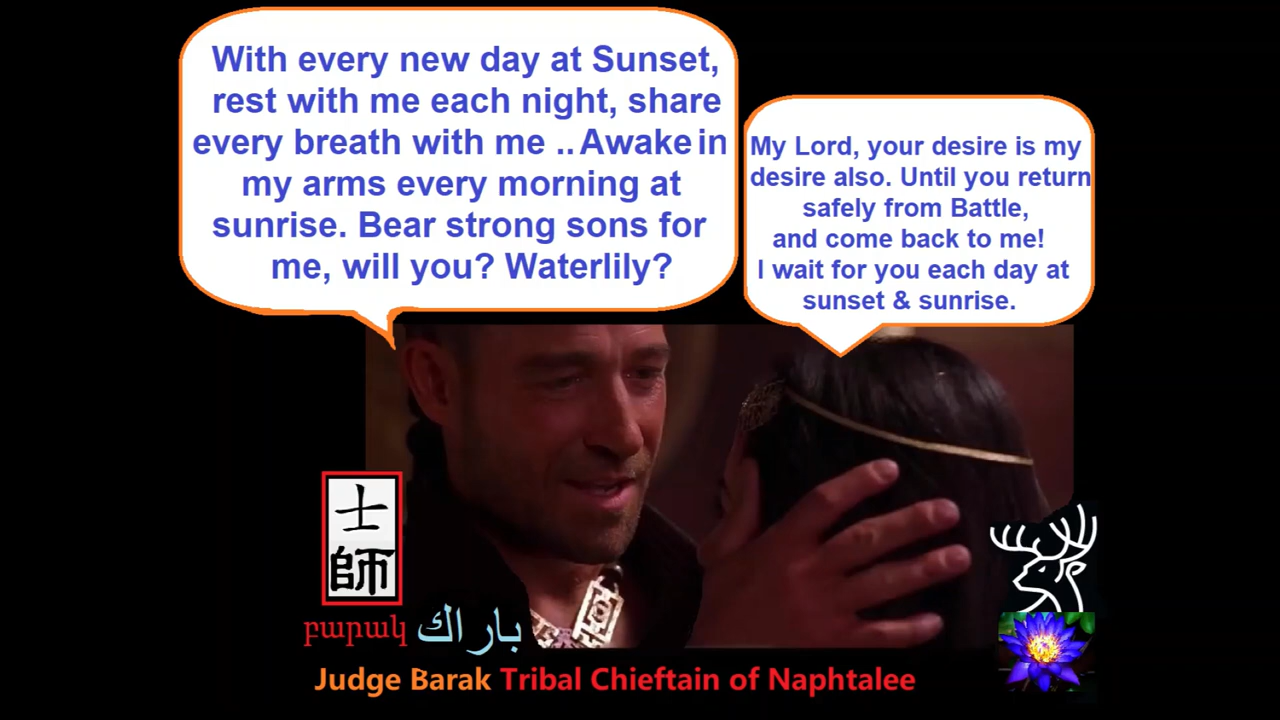 With every new day at Sunset,
rest with me each night, share
every breath with me .. Awake in
my arms every morning at
sunrise. Bear strong sons for
me, will you? Waterlily?
My Lord, your desire is my
desire also. Until you return
safely from Battle,
and come back to me!
I wait for you each day at
sunset & sunrise.
士
師
բարակ باراك
Judge Barak Tribal Chieftain of Naphtalee